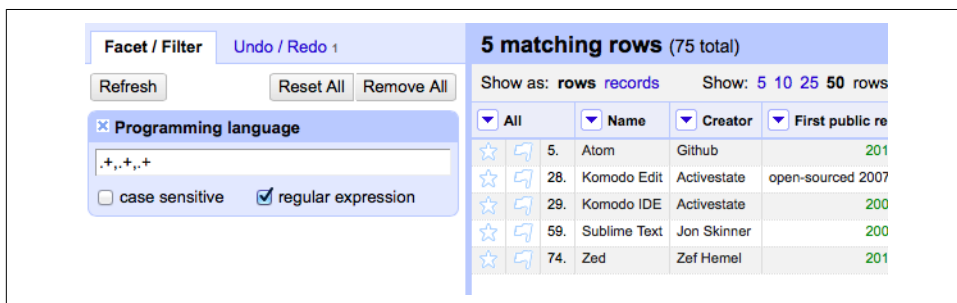 Facet / Filter Undo / Redo 1
Refresh Reset All Remove All
Programming language
.+,.+,.+
case sensitive regular expression
5 matching rows (75 total)
Show as: rows records Show: 5 10 25 50 rows
All Name Creator First public re
5. Atom Github 201
28. Komodo Edit Activestate open-sourced 2007
29. Komodo IDE Activestate 200
59. Sublime Text Jon Skinner 200
74. Zed Zef Hemel 201